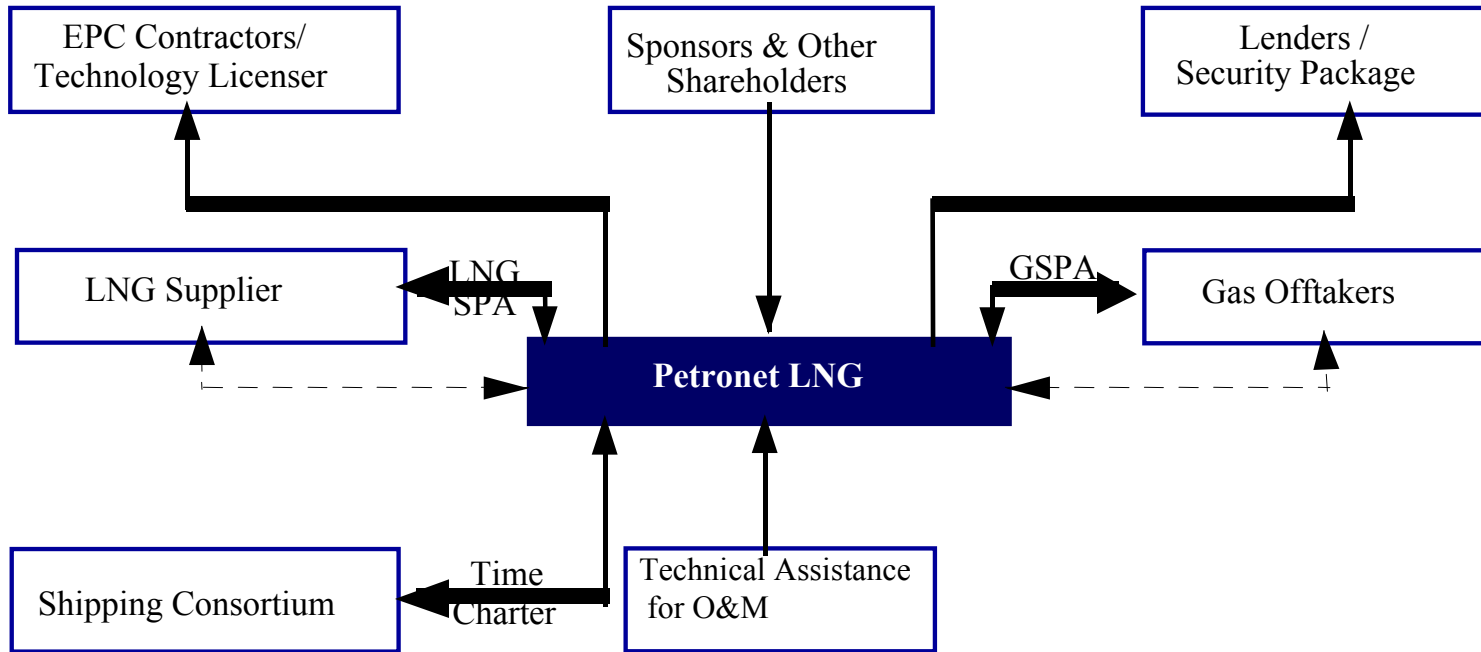 EPC Contractors/
Technology Licenser
Sponsors & Other
Shareholders
Lenders /
Security Package
LNG Supplier
LNG
SPA
GSPA
Gas Offtakers
Petronet LNG
Shipping Consortium
Time
Charter
Technical Assistance
for O&M